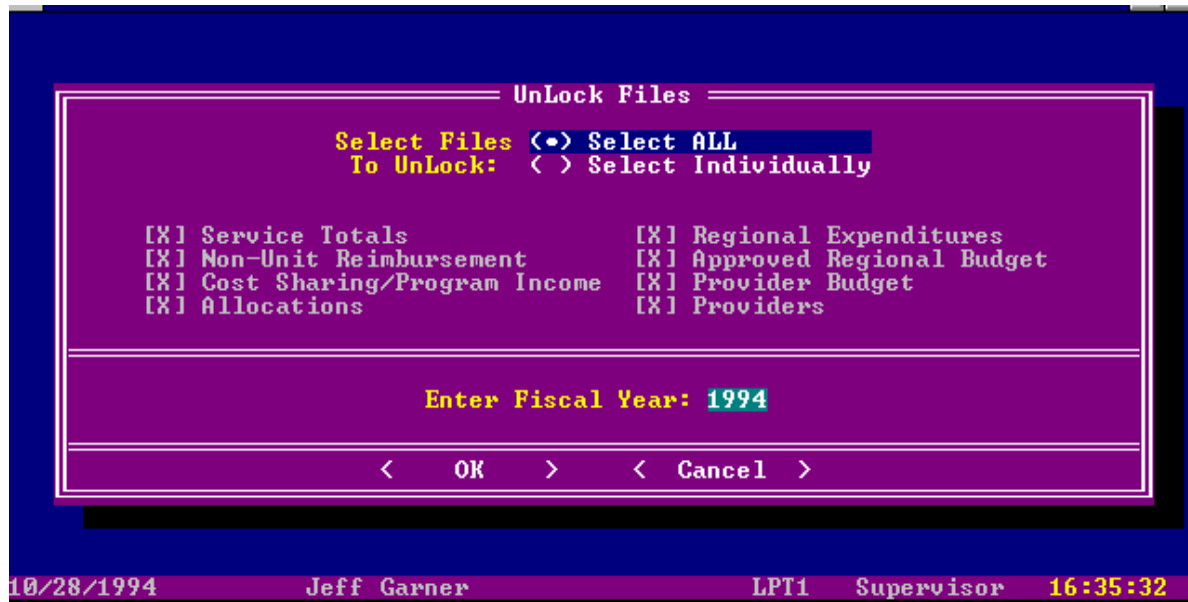 UnLock Files
Select Files (•) Select ALL
To UnLock: ( ) Select Individually
[X] Service Totals [X] Regional Expenditures
[X] Non-Unit Reimbursement [X] Approved Regional Budget
[X] Cost Sharing/Program Income [X] Provider Budget
[X] Allocations [X] Providers
Enter Fiscal Year: 1994
< OK > < Cancel >
10/28/1994 Jeff Garner LPT1 Supervisor 16:35:32